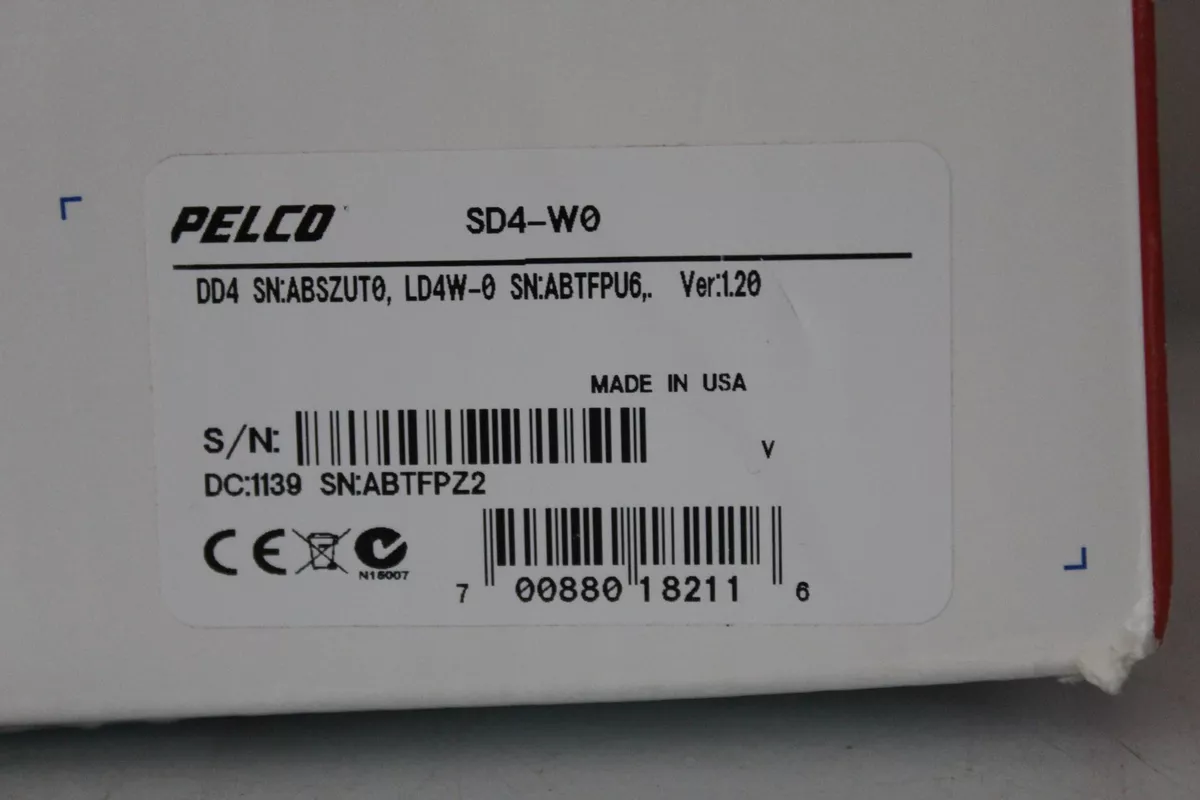 PELCO SD4-W0
DD4 SN:ABSZUT0, LD4W-0 SN:ABTFPU6,. Ver:1.20
MADE IN USA
S/N:
V
DC:1139 SN:ABTFPZ2
CE
N15007
7 00880 18211 6